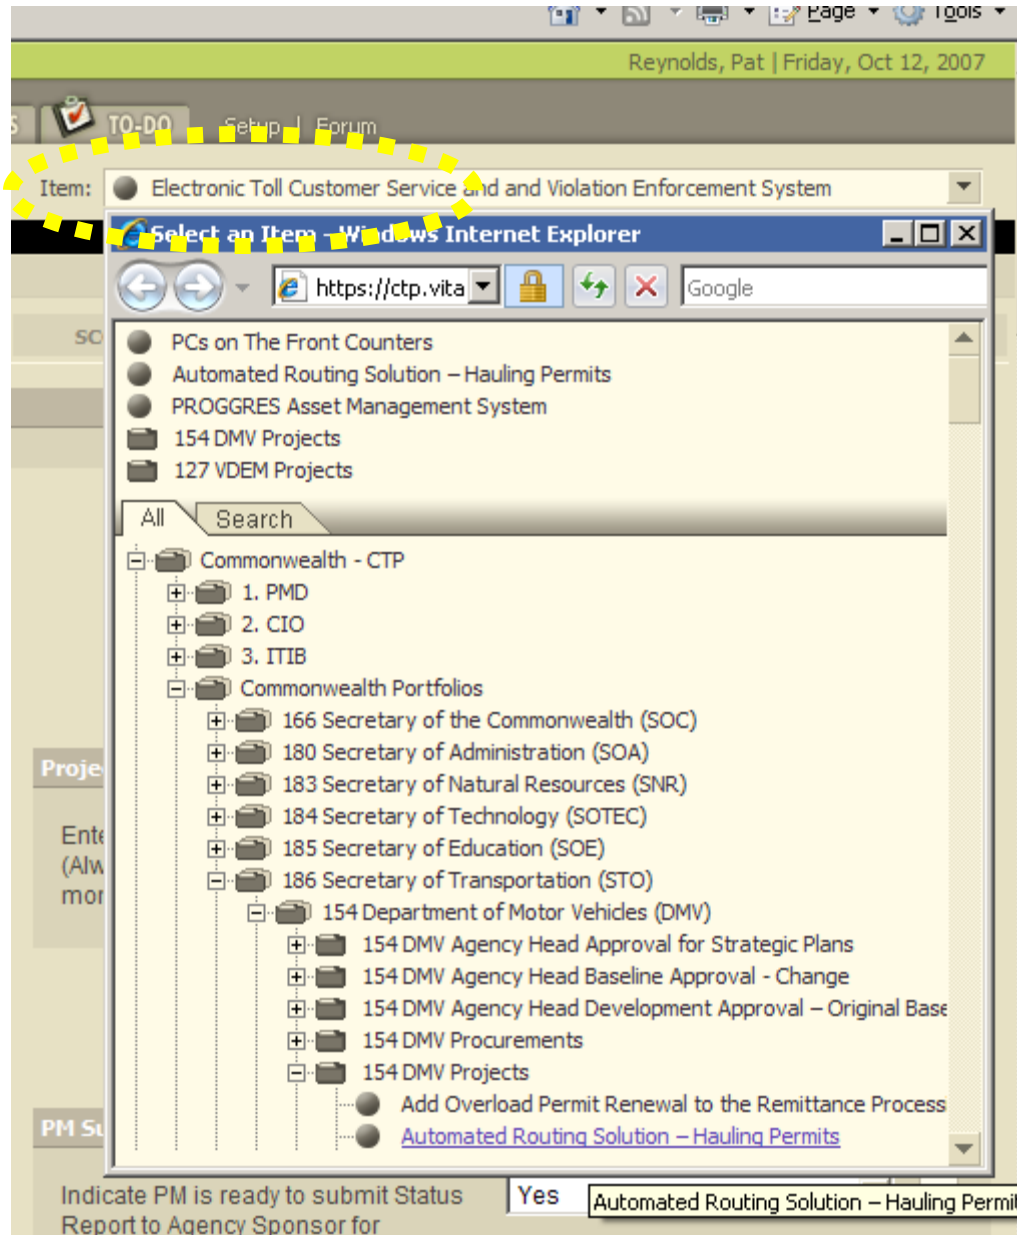 Page Tools
Reynolds, Pat | Friday, Oct 12, 2007
S TO-DO Setup | Forum
Item: Electronic Toll Customer Service and and Violation Enforcement System
Select an Item - Windows Internet Explorer
https://ctp.vita Google
SC
PCs on The Front Counters
Automated Routing Solution – Hauling Permits
PROGGRES Asset Management System
154 DMV Projects
127 VDEM Projects
All Search
Commonwealth - CTP
1. PMD
2. CIO
3. ITIB
Commonwealth Portfolios
166 Secretary of the Commonwealth (SOC)
180 Secretary of Administration (SOA)
Proje
183 Secretary of Natural Resources (SNR)
184 Secretary of Technology (SOTEC)
Ente
185 Secretary of Education (SOE)
(Alw
186 Secretary of Transportation (STO)
mor
154 Department of Motor Vehicles (DMV)
154 DMV Agency Head Approval for Strategic Plans
154 DMV Agency Head Baseline Approval - Change
154 DMV Agency Head Development Approval – Original Base
154 DMV Procurements
154 DMV Projects
Add Overload Permit Renewal to the Remittance Process
PM Su
Automated Routing Solution – Hauling Permits
Indicate PM is ready to submit Status Yes
Automated Routing Solution – Hauling Permit
Report to Agency Sponsor for